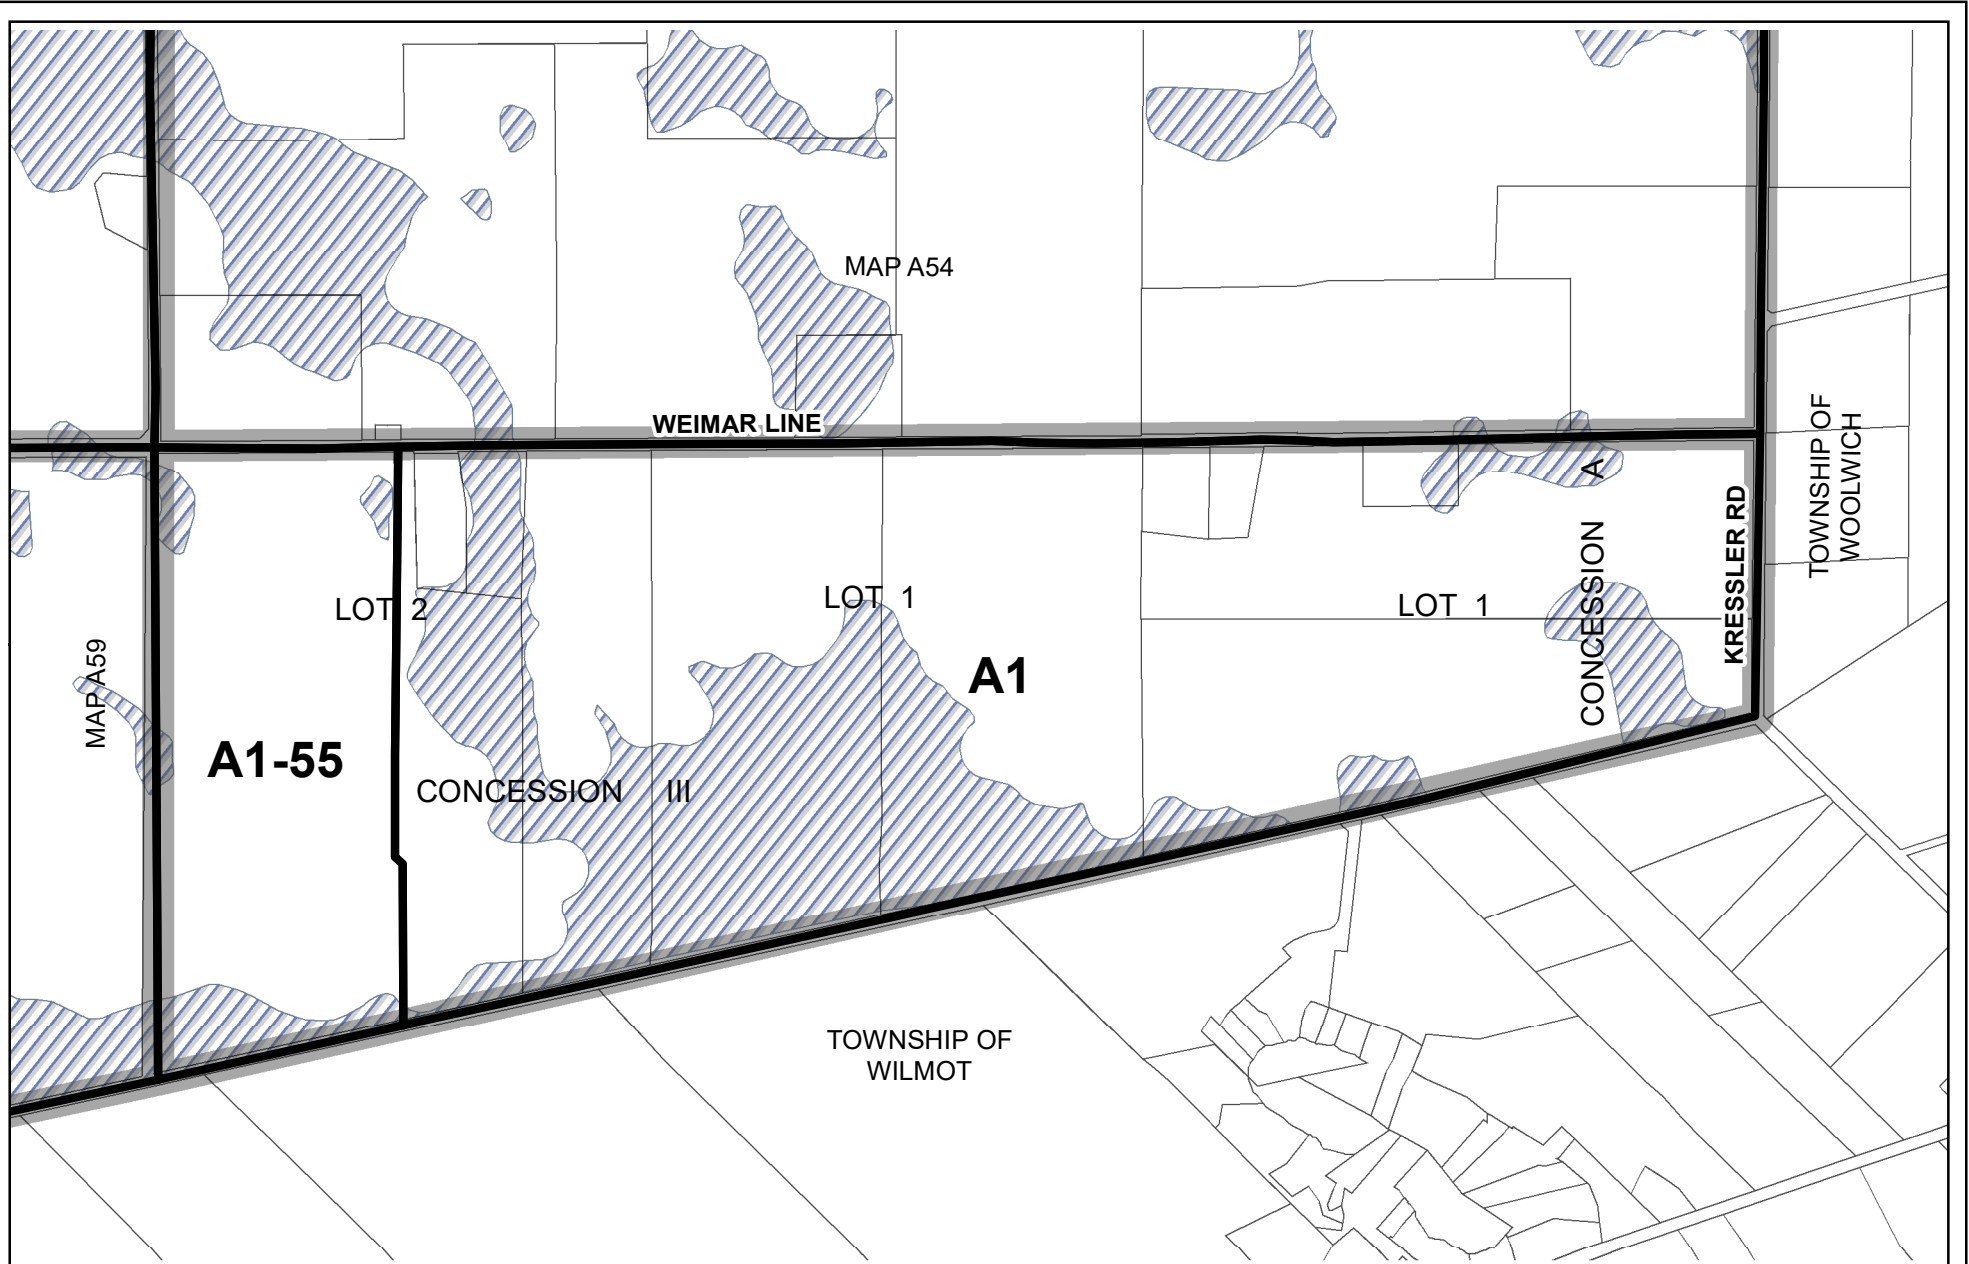 MAP A54
WEIMAR LINE
TOWNSHIP OF
WOOLWICH
A
CONCESSION
KRESSLER RD
LOT 2
LOT 1
LOT 1
A1
MAP A59
A1-55
CONCESSION III
TOWNSHIP OF
WILMOT